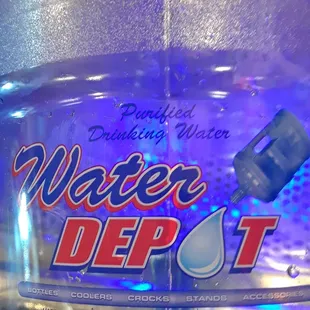 Purified
Drinking Water
Water
DEPOT
BOTTLES COOLERS CROCKS STANDS ACCESSORIES